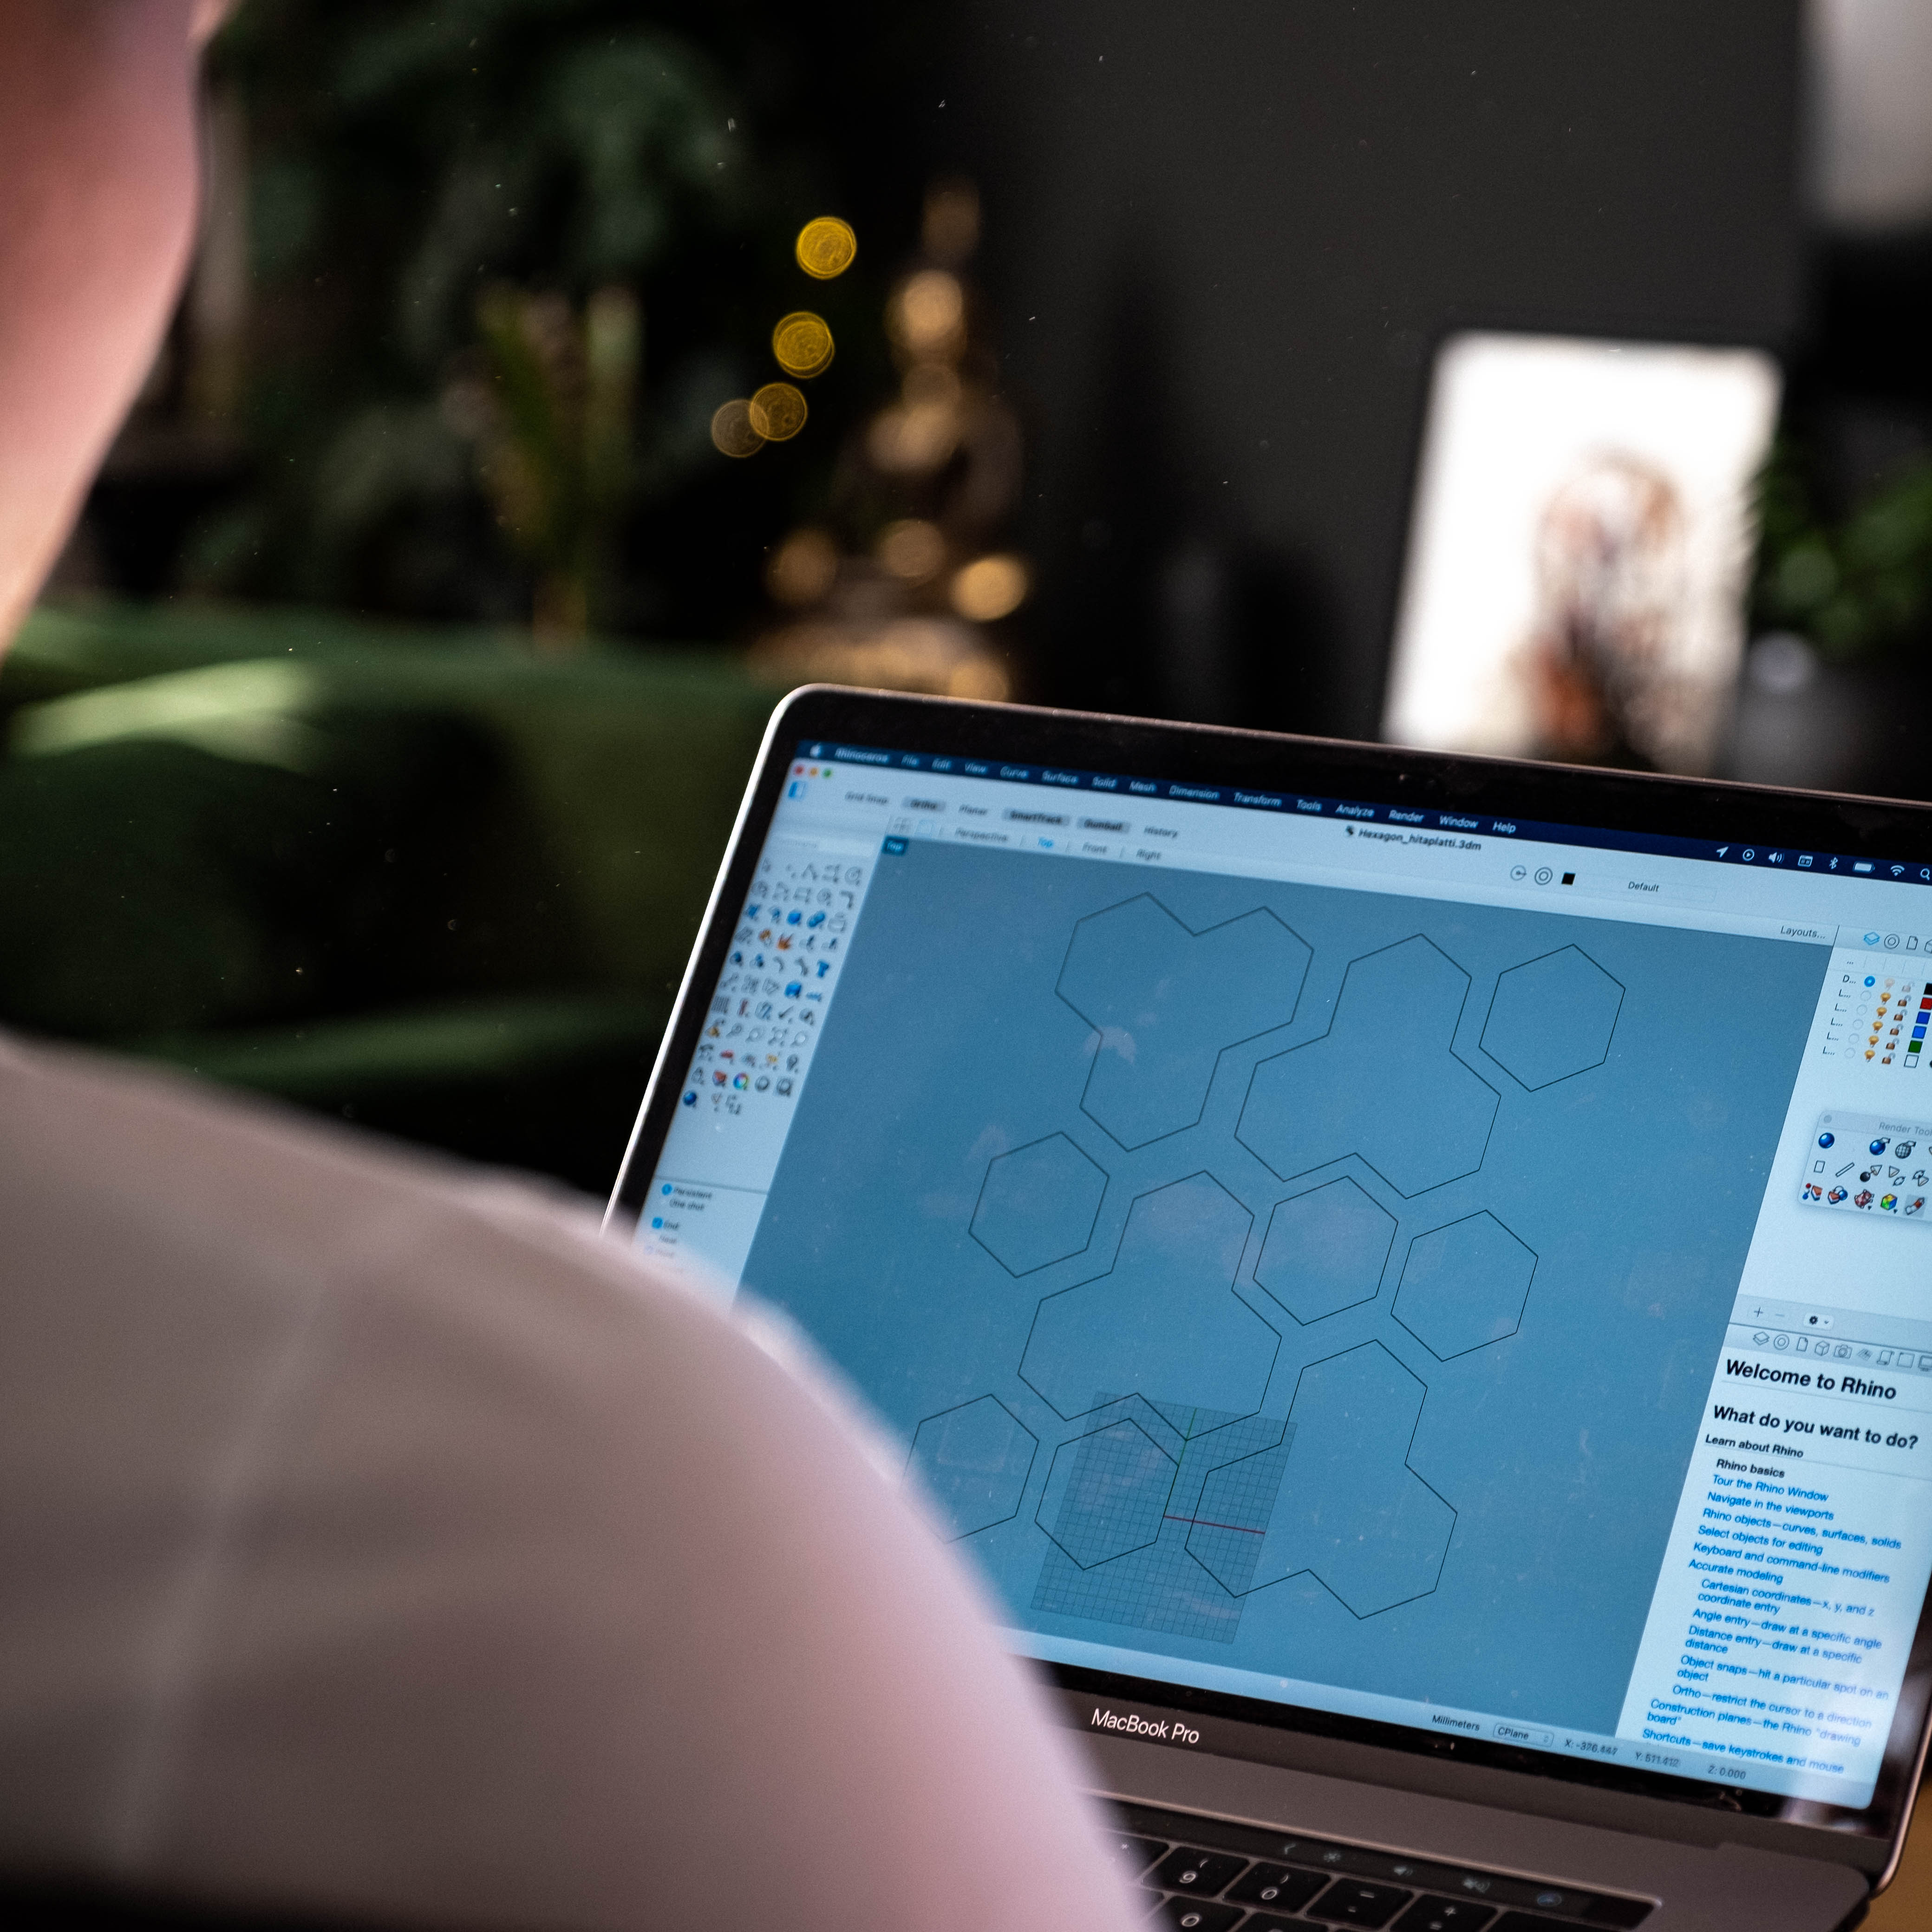 Rhinoceros File Edit View Curve Surface Solid Mesh Dimension Transform Tools Analyze Render Window Help
Hexagon_hitaplatti.3dm
Grid Snap Ortho Planar SmartTrack Gumball History
Perspective Top Front Right
Top
Default
Layouts...
D...
L...
L...
L...
L...
L...
Persistent
One shot
End
Near
Welcome to Rhino
What do you want to do?
Learn about Rhino
Rhino basics
Tour the Rhino Window
Navigate in the viewports
Rhino objects—curves, surfaces, solids
Select objects for editing
Keyboard and command-line modifiers
Accurate modeling
Cartesian coordinates—x, y, and z
coordinate entry
Angle entry—draw at a specific angle
Distance entry—draw at a specific
distance
Object snaps—hit a particular spot on an
object
Ortho—restrict the cursor to a direction
Construction planes—the Rhino "drawing
board"
Shortcuts—save keystrokes and mouse
Millimeters CPlane
Z: 0.000
MacBook Pro